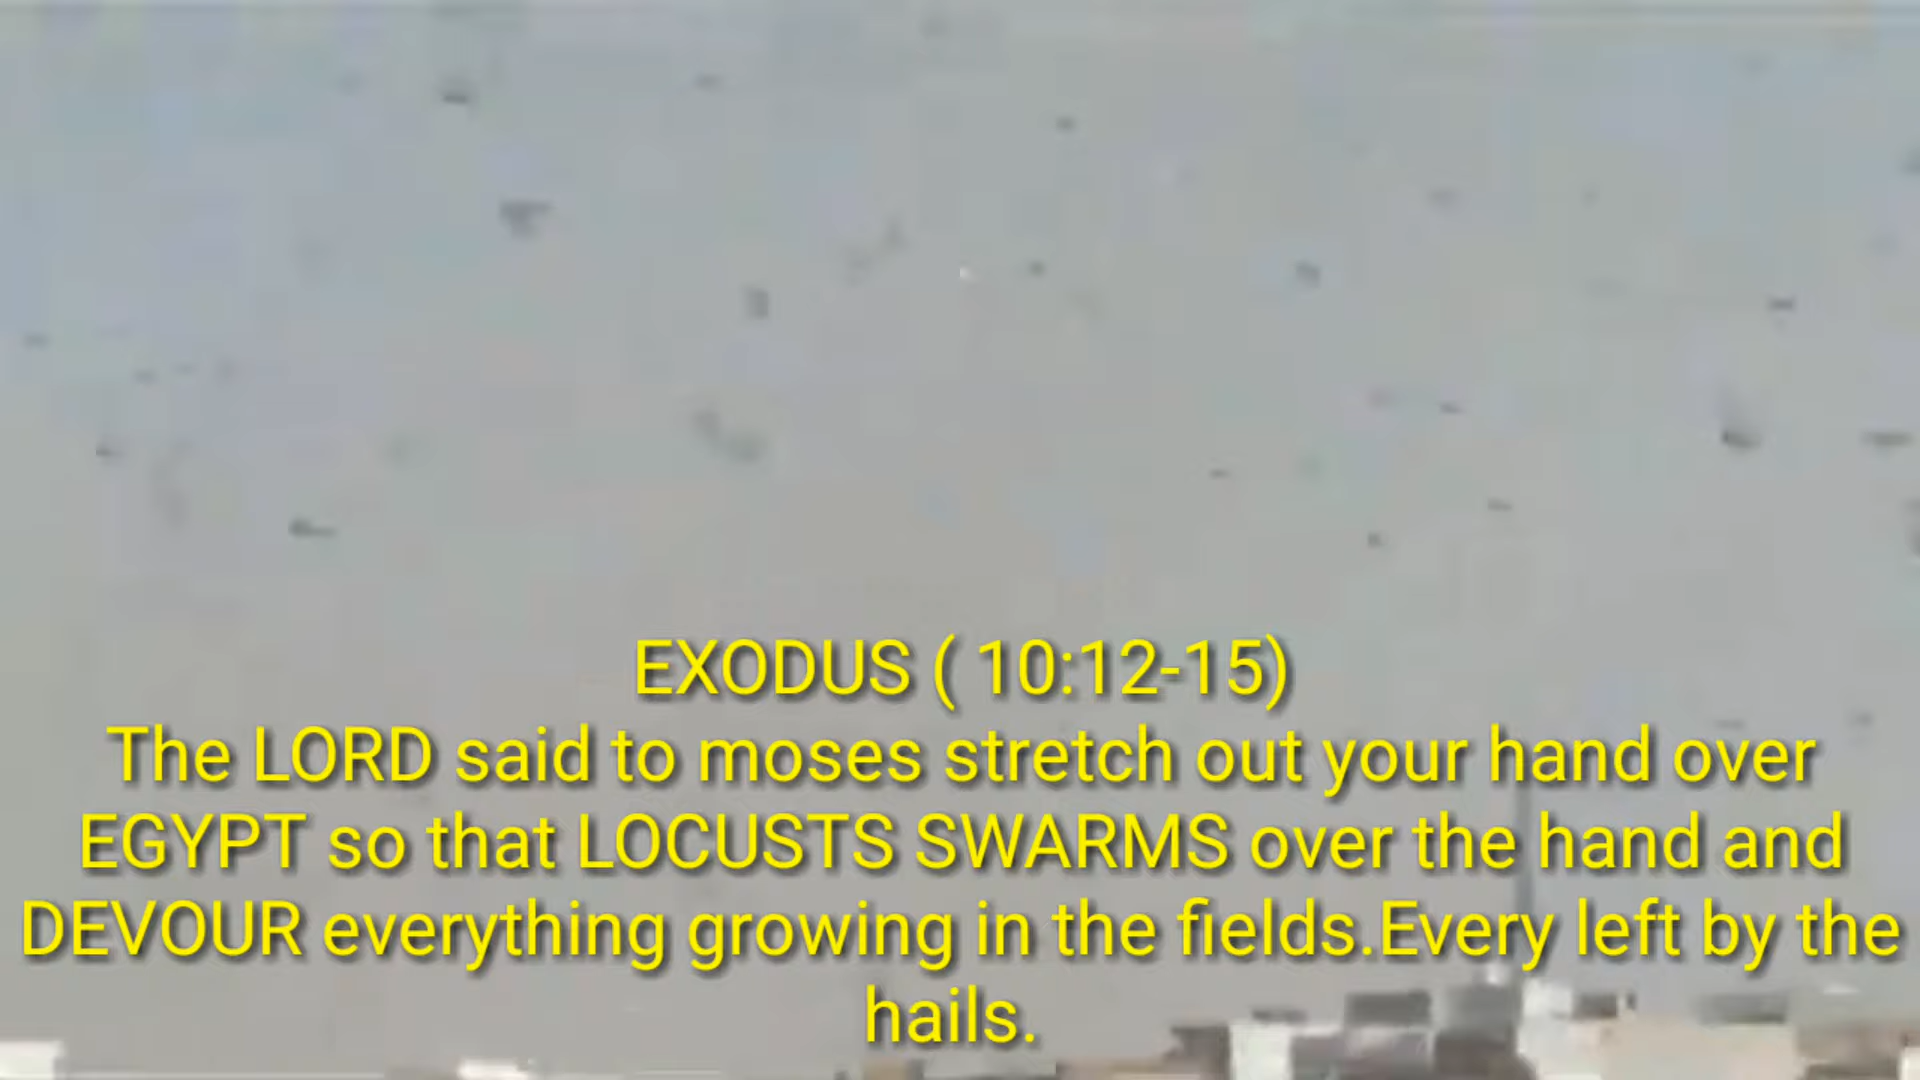 EXODUS ( 10:12-15)
The LORD said to moses stretch out your hand over
EGYPT so that LOCUSTS SWARMS over the hand and
DEVOUR everything growing in the fields.Every left by the
hails.